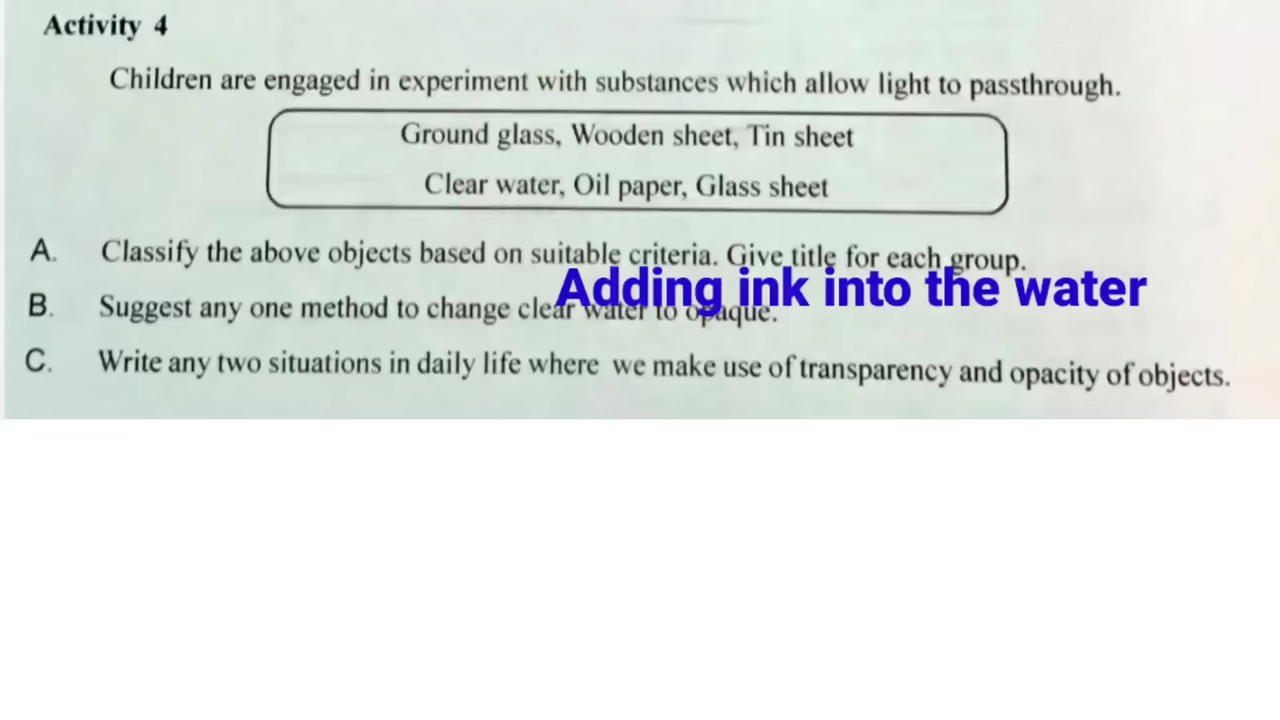 Activity 4
Children are engaged in experiment with substances which allow light to passthrough.
Ground glass, Wooden sheet, Tin sheet
Clear water, Oil paper, Glass sheet
A. Classify the above objects based on suitable criteria. Give title for each group.
Adding ink into the water
B. Suggest any one method to change clear water to opaque.
C. Write any two situations in daily life where we make use of transparency and opacity of objects.